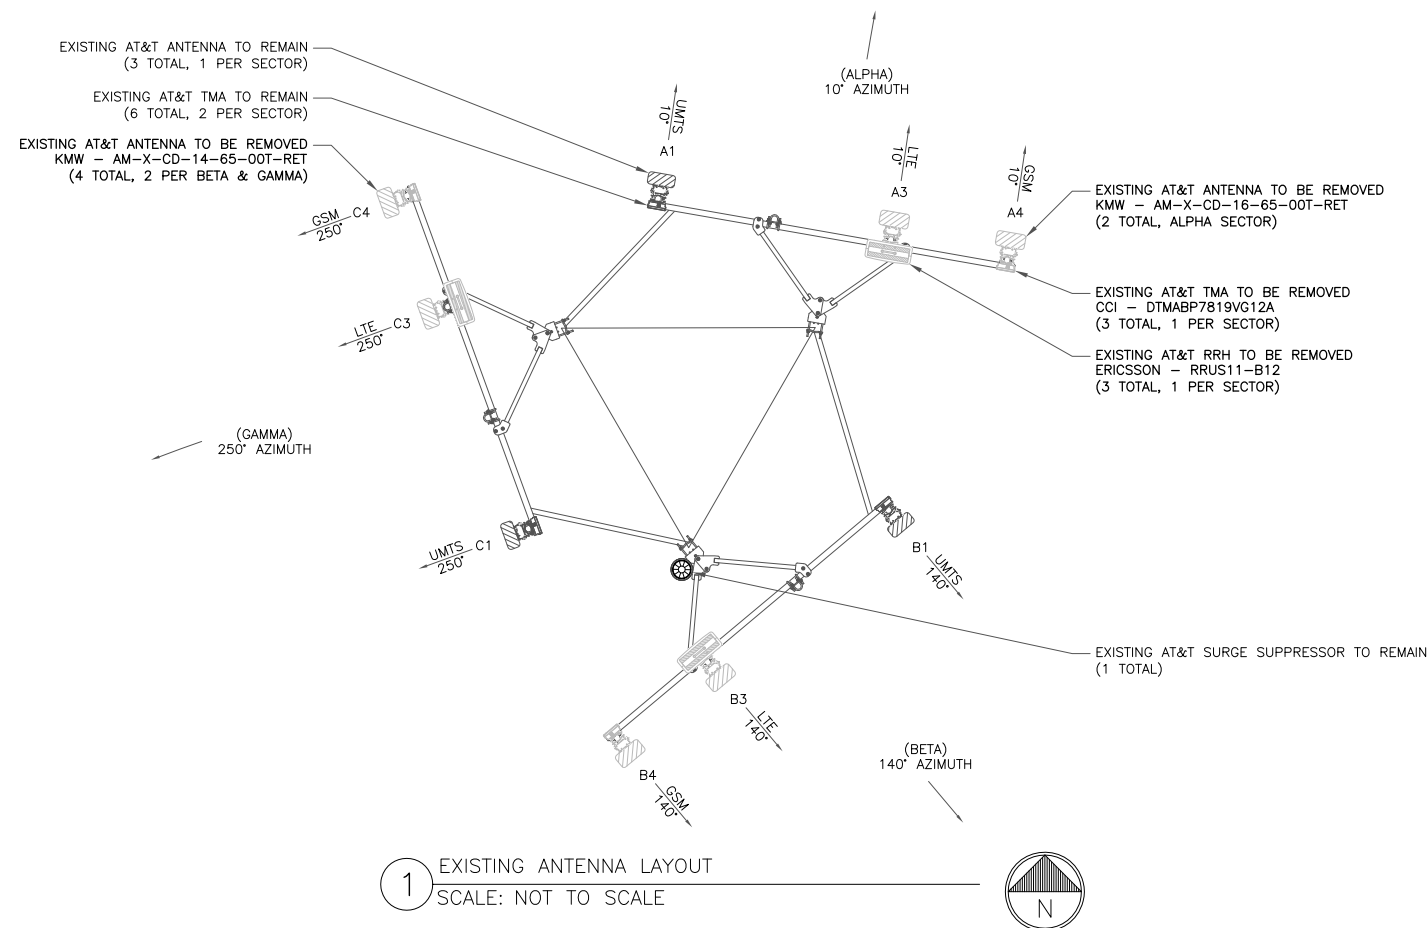 EXISTING AT&T ANTENNA TO REMAIN
(3 TOTAL, 1 PER SECTOR)
EXISTING AT&T TMA TO REMAIN
(6 TOTAL, 2 PER SECTOR)
EXISTING AT&T ANTENNA TO BE REMOVED
KMW - AM-X-CD-14-65-00T-RET
(4 TOTAL, 2 PER BETA & GAMMA)
(ALPHA)
10° AZIMUTH
UMTS
10°
A1
LTE
10°
A3
GSM
10°
A4
EXISTING AT&T ANTENNA TO BE REMOVED
KMW - AM-X-CD-16-65-00T-RET
(2 TOTAL, ALPHA SECTOR)
EXISTING AT&T TMA TO BE REMOVED
CCI - DTMABP7819VG12A
(3 TOTAL, 1 PER SECTOR)
EXISTING AT&T RRH TO BE REMOVED
ERICSSON - RRUS11-B12
(3 TOTAL, 1 PER SECTOR)
GSM
250°
C4
LTE
250°
C3
(GAMMA)
250° AZIMUTH
UMTS
250°
C1
B1
UMTS
140°
EXISTING AT&T SURGE SUPPRESSOR TO REMAIN
(1 TOTAL)
B3
LTE
140°
B4
GSM
140°
(BETA)
140° AZIMUTH
1
EXISTING ANTENNA LAYOUT
SCALE: NOT TO SCALE
N